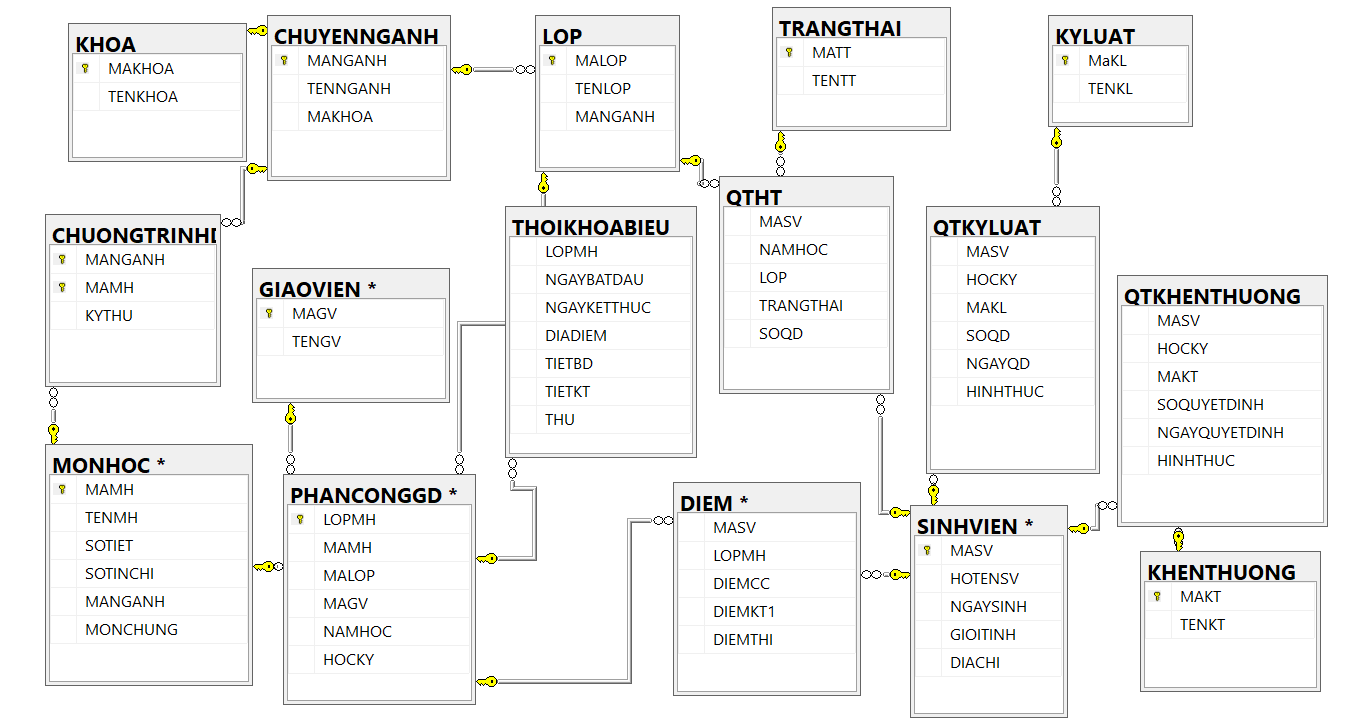 KHOA
MAKHOA
TENKHOA
CHUYENNGANH
MANGANH
TENNGANH
MAKHOA
LOP
MALOP
TENLOP
MANGANH
TRANGTHAI
MATT
TENTT
KYLUAT
MaKL
TENKL
CHUONGTRINHD
MANGANH
MAMH
KYTHU
GIAOVIEN *
MAGV
TENGV
THOIKHOABIEU
LOPMH
NGAYBATDAU
NGAYKETTHUC
DIADIEM
TIETBD
TIETKT
THU
QTHT
MASV
NAMHOC
LOP
TRANGTHAI
SOQD
QTKYLUAT
MASV
HOCKY
MAKL
SOQD
NGAYQD
HINHTHUC
QTKHENTHUONG
MASV
HOCKY
MAKT
SOQUYETDINH
NGAYQUYETDINH
HINHTHUC
MONHOC *
MAMH
TENMH
SOTIET
SOTINCHI
MANGANH
MONCHUNG
PHANCONGGD *
LOPMH
MAMH
MALOP
MAGV
NAMHOC
HOCKY
DIEM *
MASV
LOPMH
DIEMCC
DIEMKT1
DIEMTHI
SINHVIEN *
MASV
HOTENSV
NGAYSINH
GIOITINH
DIACHI
KHENTHUONG
MAKT
TENKT